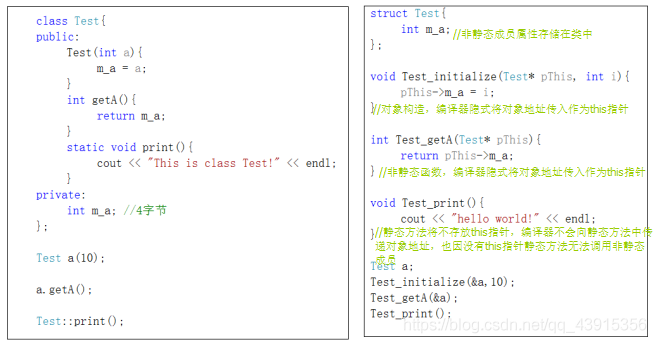 class Test{
public:
Test(int a){
m_a = a;
}
int getA(){
return m_a;
}
static void print(){
cout << "This is class Test!" << endl;
}
private:
int m_a; //4字节
};
Test a(10);
a.getA();
Test::print();
struct Test{
int m_a; //非静态成员属性存储在类中
};
void Test_initialize(Test* pThis, int i){
pThis->m_a = i;
}//对象构造，编译器隐式将对象地址传入作为this指针
int Test_getA(Test* pThis){
return pThis->m_a;
} //非静态函数，编译器隐式将对象地址传入作为this指针
void Test_print(){
cout << "hello world!" << endl;
}//静态方法将不存放this指针，编译器不会向静态方法中传
递对象地址，也因没有this指针静态方法无法调用非静态
成员
Test a;
Test_initialize(&a,10);
Test_getA(&a);
Test_print();
https://blog.csdn.net/qq_43915356